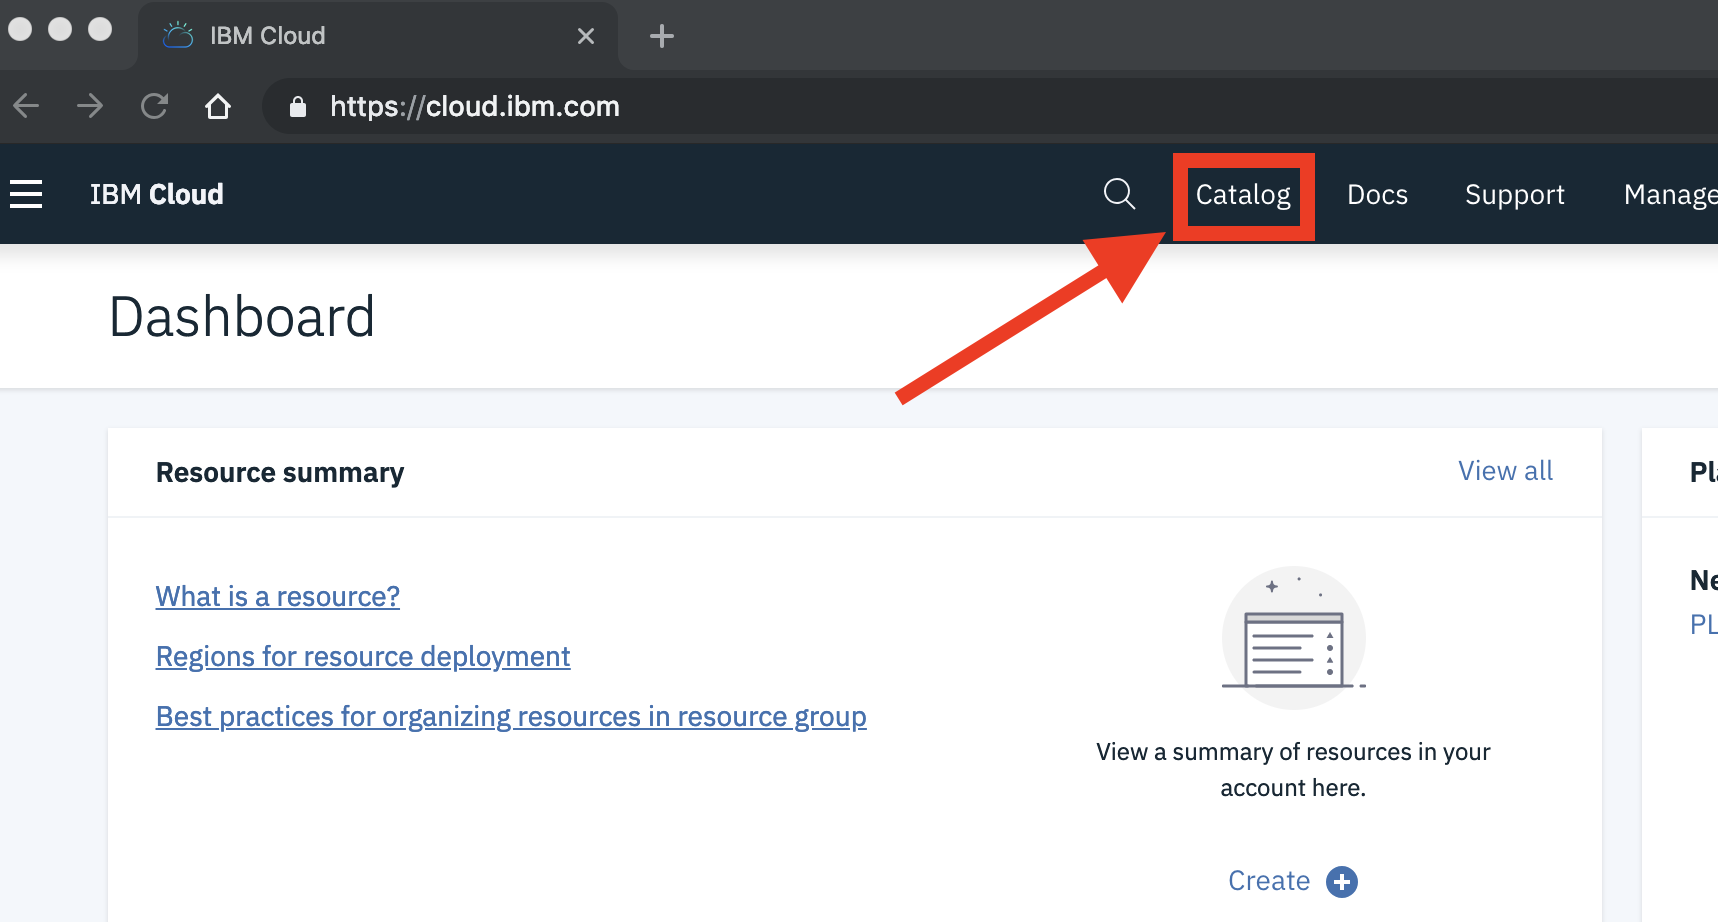 IBM Cloud
https://cloud.ibm.com
IBM Cloud
Catalog
Docs
Support
Manage
Dashboard
Resource summary
View all
What is a resource?
Regions for resource deployment
Best practices for organizing resources in resource group
View a summary of resources in your
account here.
Create
Pl
Ne
PL